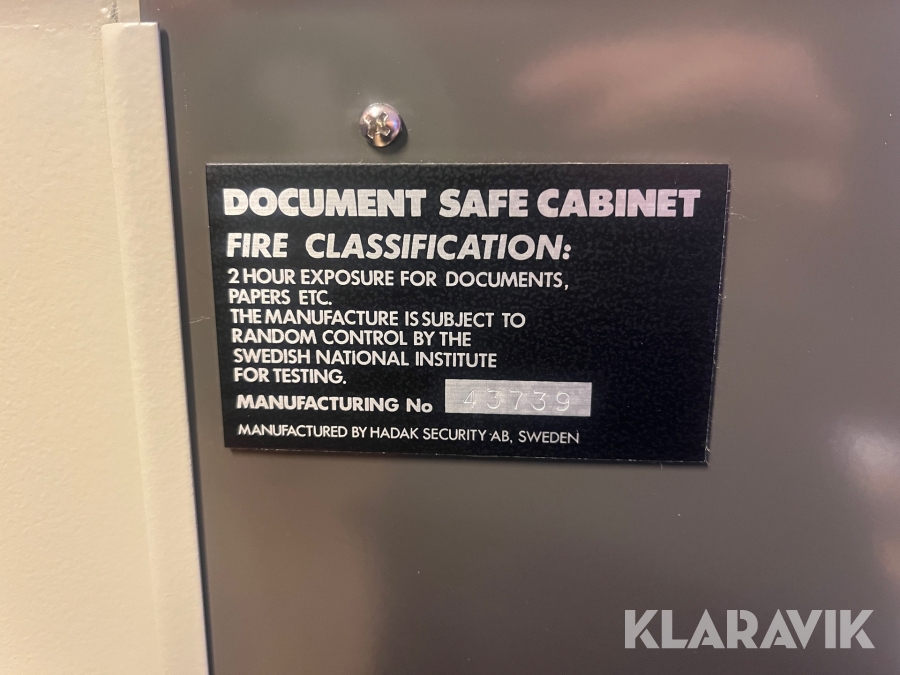 DOCUMENT SAFE CABINET
FIRE CLASSIFICATION:
2 HOUR EXPOSURE FOR DOCUMENTS,
PAPERS ETC.
THE MANUFACTURE IS SUBJECT TO
RANDOM CONTROL BY THE
SWEDISH NATIONAL INSTITUTE
FOR TESTING.
MANUFACTURING No 43739
MANUFACTURED BY HADAK SECURITY AB, SWEDEN
KLARAVIK